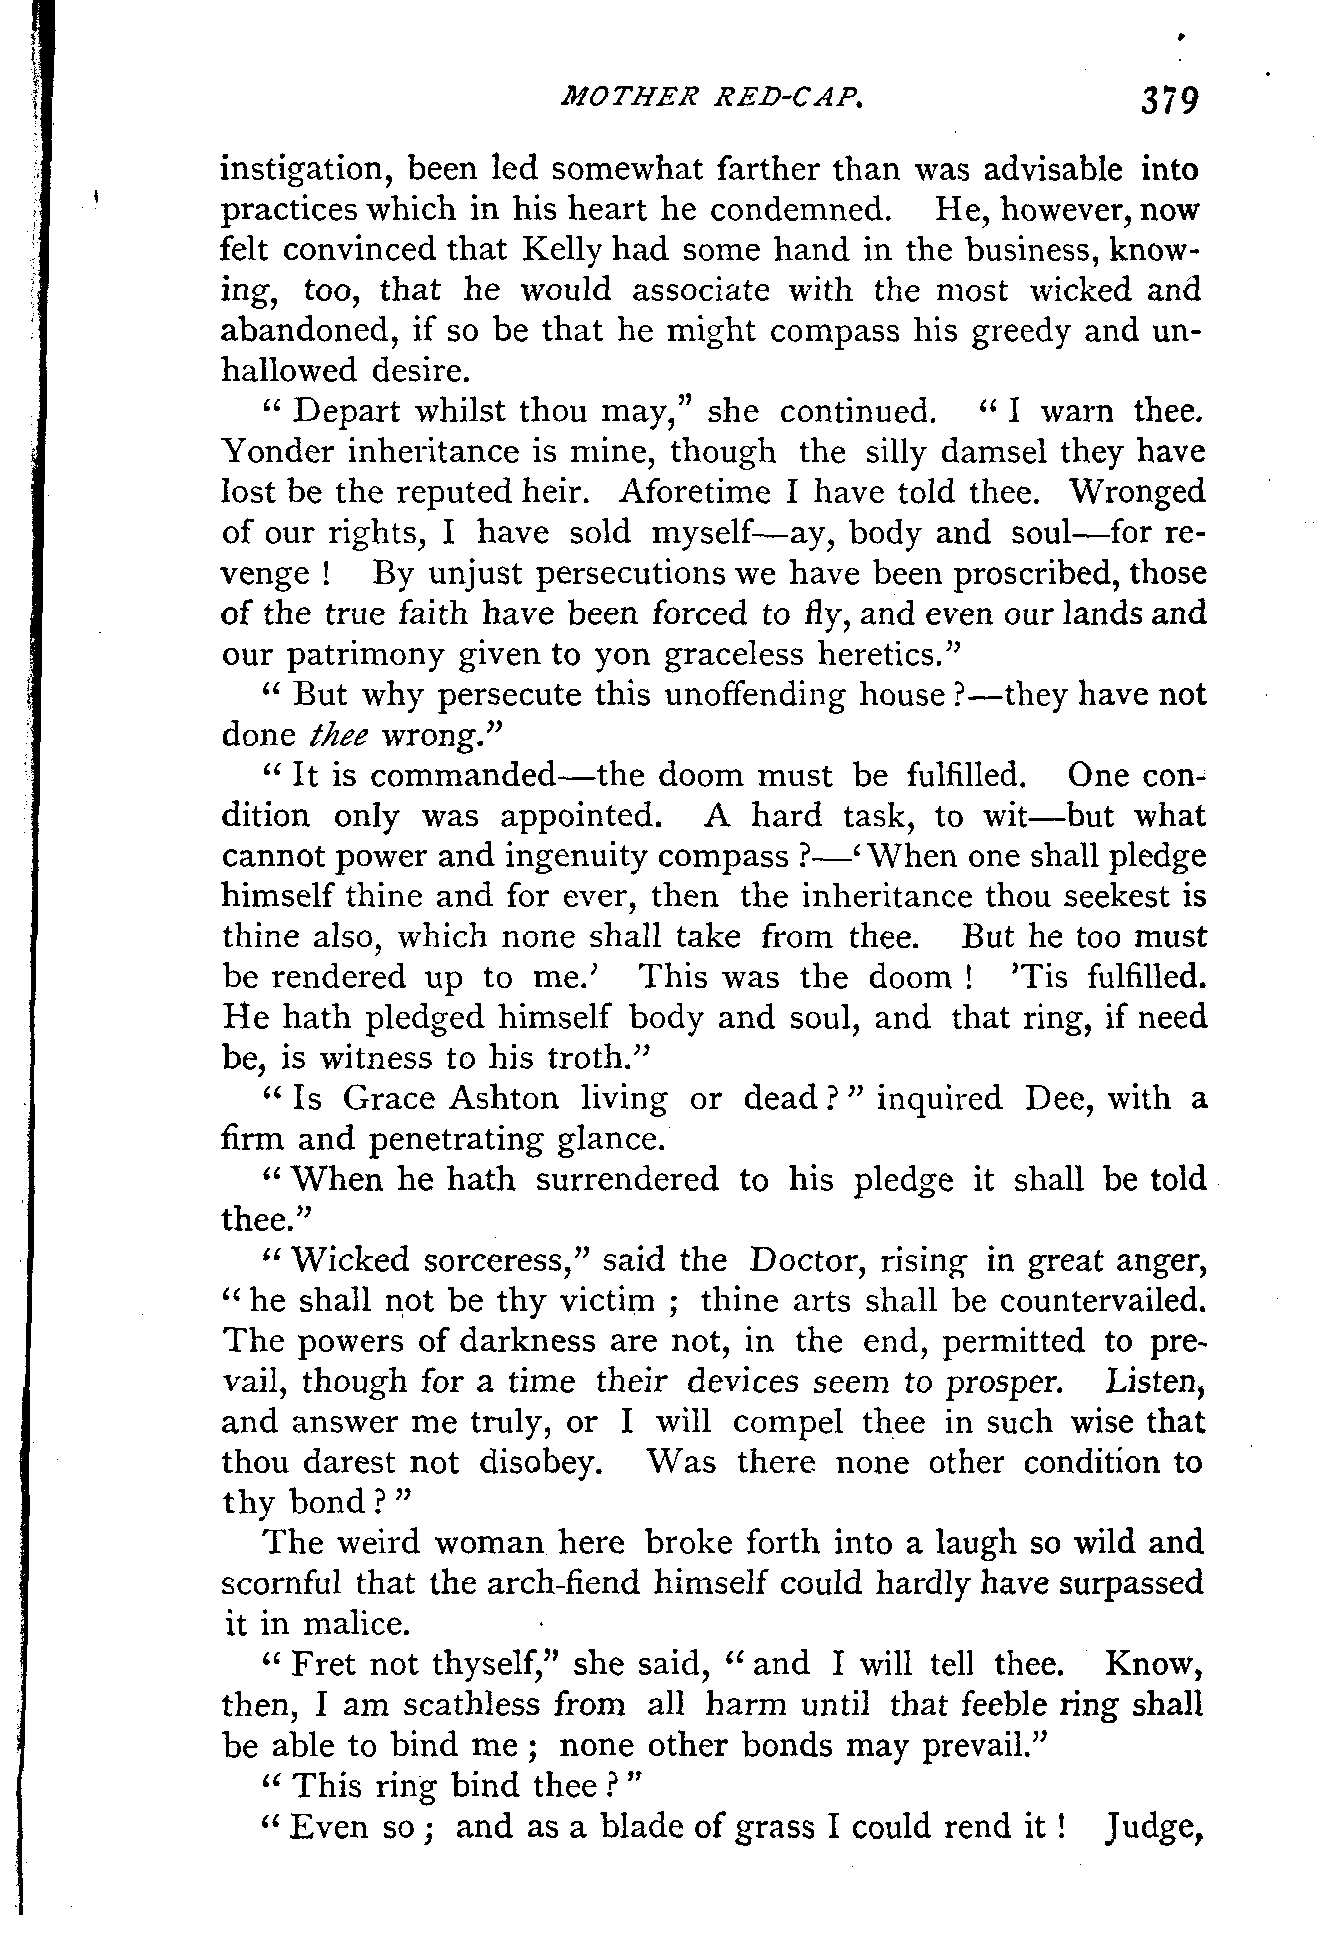 MOTHER RED-CAP. 379
instigation, been led somewhat farther than was advisable into
practices which in his heart he condemned. He, however, now
felt convinced that Kelly had some hand in the business, know-
ing, too, that he would associate with the most wicked and
abandoned, if so be that he might compass his greedy and un-
hallowed desire.
“ Depart whilst thou may,” she continued. “ I warn thee.
Yonder inheritance is mine, though the silly damsel they have
lost be the reputed heir. Aforetime I have told thee. Wronged
of our rights, I have sold myself—ay, body and soul—for re-
venge ! By unjust persecutions we have been proscribed, those
of the true faith have been forced to fly, and even our lands and
our patrimony given to yon graceless heretics.”
“ But why persecute this unoffending house ?—they have not
done thee wrong.”
“ It is commanded—the doom must be fulfilled. One con-
dition only was appointed. A hard task, to wit—but what
cannot power and ingenuity compass ?—‘ When one shall pledge
himself thine and for ever, then the inheritance thou seekest is
thine also, which none shall take from thee. But he too must
be rendered up to me.’ This was the doom ! ’Tis fulfilled.
He hath pledged himself body and soul, and that ring, if need
be, is witness to his troth.”
“ Is Grace Ashton living or dead ? ” inquired Dee, with a
firm and penetrating glance.
“ When he hath surrendered to his pledge it shall be told
thee.”
“ Wicked sorceress,” said the Doctor, rising in great anger,
“ he shall not be thy victim ; thine arts shall be countervailed.
The powers of darkness are not, in the end, permitted to pre-
vail, though for a time their devices seem to prosper. Listen,
and answer me truly, or I will compel thee in such wise that
thou darest not disobey. Was there none other condition to
thy bond ? ”
The weird woman here broke forth into a laugh so wild and
scornful that the arch-fiend himself could hardly have surpassed
it in malice.
“ Fret not thyself,” she said, “ and I will tell thee. Know,
then, I am scathless from all harm until that feeble ring shall
be able to bind me ; none other bonds may prevail.”
“ This ring bind thee ? ”
“ Even so ; and as a blade of grass I could rend it ! Judge,